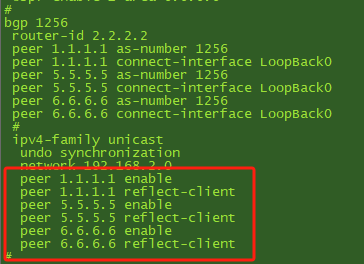 #
bgp 1256
router-id 2.2.2.2
peer 1.1.1.1 as-number 1256
peer 1.1.1.1 connect-interface LoopBack0
peer 5.5.5.5 as-number 1256
peer 5.5.5.5 connect-interface LoopBack0
peer 6.6.6.6 as-number 1256
peer 6.6.6.6 connect-interface LoopBack0
#
ipv4-family unicast
undo synchronization
network 192.168.2.0
peer 1.1.1.1 enable
peer 1.1.1.1 reflect-client
peer 5.5.5.5 enable
peer 5.5.5.5 reflect-client
peer 6.6.6.6 enable
peer 6.6.6.6 reflect-client
#